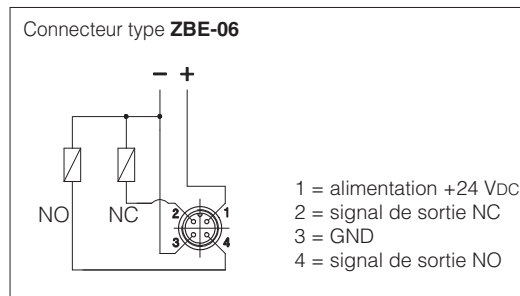 Connecteur type ZBE-06
− +
NO NC
2 1
3 4
1 = alimentation +24 VDC
2 = signal de sortie NC
3 = GND
4 = signal de sortie NO